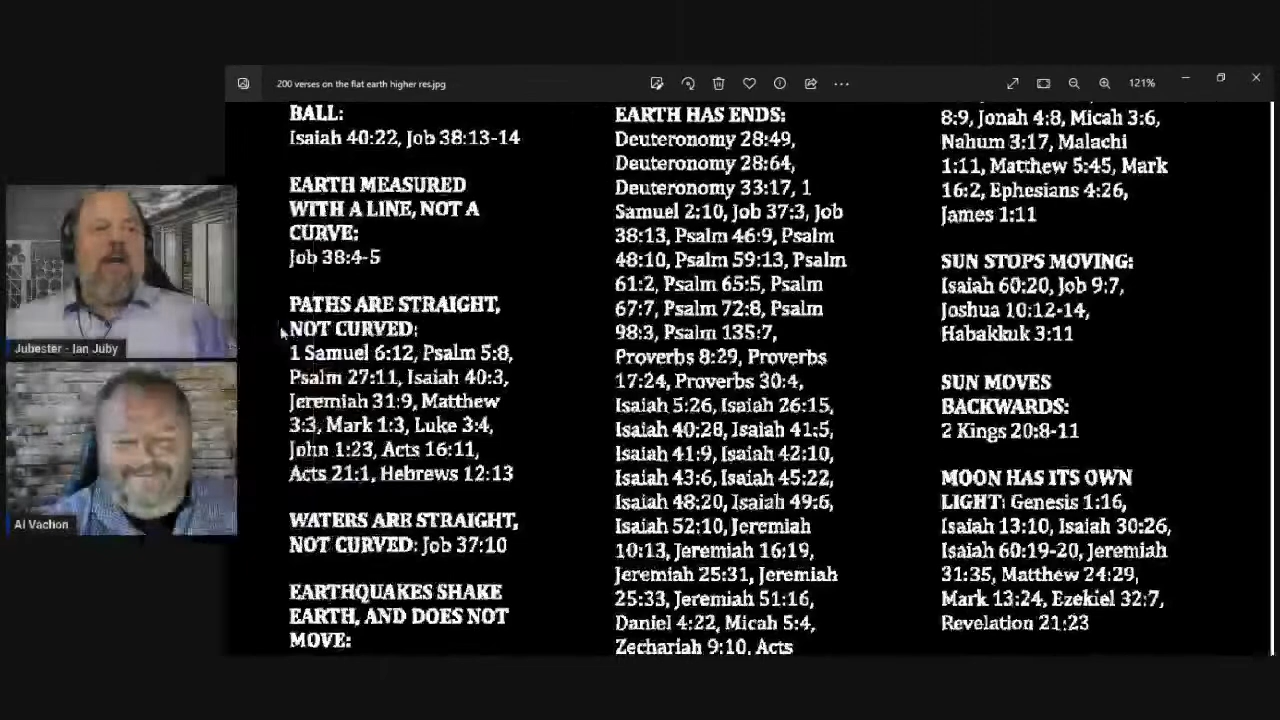 200 verses on the flat earth higher res.jpg
121%
BALL:
Isaiah 40:22, Job 38:13-14
EARTH MEASURED
WITH A LINE, NOT A
CURVE:
Job 38:4-5
PATHS ARE STRAIGHT,
NOT CURVED:
1 Samuel 6:12, Psalm 5:8,
Psalm 27:11, Isaiah 40:3,
Jeremiah 31:9, Matthew
3:3, Mark 1:3, Luke 3:4,
John 1:23, Acts 16:11,
Acts 21:1, Hebrews 12:13
WATERS ARE STRAIGHT,
NOT CURVED: Job 37:10
EARTHQUAKES SHAKE
EARTH, AND DOES NOT
MOVE:
EARTH HAS ENDS:
Deuteronomy 28:49,
Deuteronomy 28:64,
Deuteronomy 33:17, 1
Samuel 2:10, Job 37:3, Job
38:13, Psalm 46:9, Psalm
48:10, Psalm 59:13, Psalm
61:2, Psalm 65:5, Psalm
67:7, Psalm 72:8, Psalm
98:3, Psalm 135:7,
Proverbs 8:29, Proverbs
17:24, Proverbs 30:4,
Isaiah 5:26, Isaiah 26:15,
Isaiah 40:28, Isaiah 41:5,
Isaiah 41:9, Isaiah 42:10,
Isaiah 43:6, Isaiah 45:22,
Isaiah 48:20, Isaiah 49:6,
Isaiah 52:10, Jeremiah
10:13, Jeremiah 16:19,
Jeremiah 25:31, Jeremiah
25:33, Jeremiah 51:16,
Daniel 4:22, Micah 5:4,
Zechariah 9:10, Acts
8:9, Jonah 4:8, Micah 3:6,
Nahum 3:17, Malachi
1:11, Matthew 5:45, Mark
16:2, Ephesians 4:26,
James 1:11
SUN STOPS MOVING:
Isaiah 60:20, Job 9:7,
Joshua 10:12-14,
Habakkuk 3:11
SUN MOVES
BACKWARDS:
2 Kings 20:8-11
MOON HAS ITS OWN
LIGHT: Genesis 1:16,
Isaiah 13:10, Isaiah 30:26,
Isaiah 60:19-20, Jeremiah
31:35, Matthew 24:29,
Mark 13:24, Ezekiel 32:7,
Revelation 21:23
Jubester - Ian Juby
Al Vachon